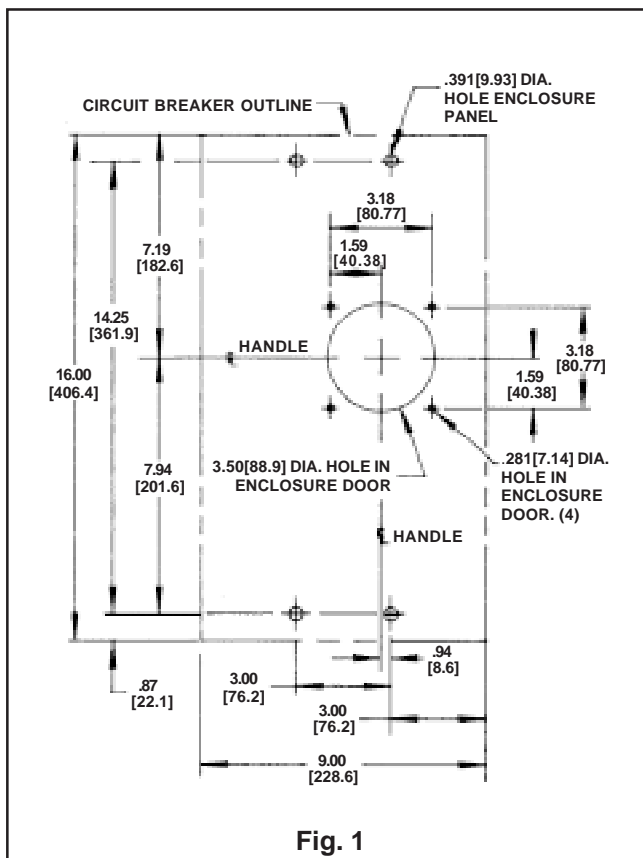 .391[9.93] DIA.
HOLE ENCLOSURE
PANEL
CIRCUIT BREAKER OUTLINE
3.18
[80.77]
1.59
[40.38]
7.19
[182.6]
14.25
[361.9]
HANDLE
16.00
[406.4]
3.18
[80.77]
1.59
[40.38]
7.94
[201.6]
3.50[88.9] DIA. HOLE IN
ENCLOSURE DOOR
.281[7.14] DIA.
HOLE IN
ENCLOSURE
DOOR. (4)
HANDLE
.94
[8.6]
.87
[22.1]
3.00
[76.2]
3.00
[76.2]
9.00
[228.6]
Fig. 1